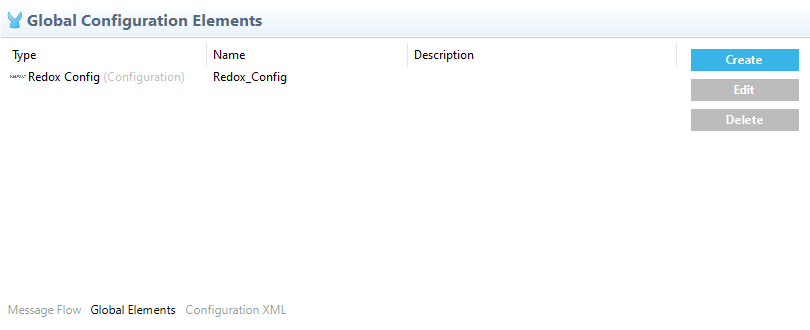 Global Configuration Elements
Type Name Description
Redox Config (Configuration) Redox_Config
Create
Edit
Delete
Message Flow Global Elements Configuration XML